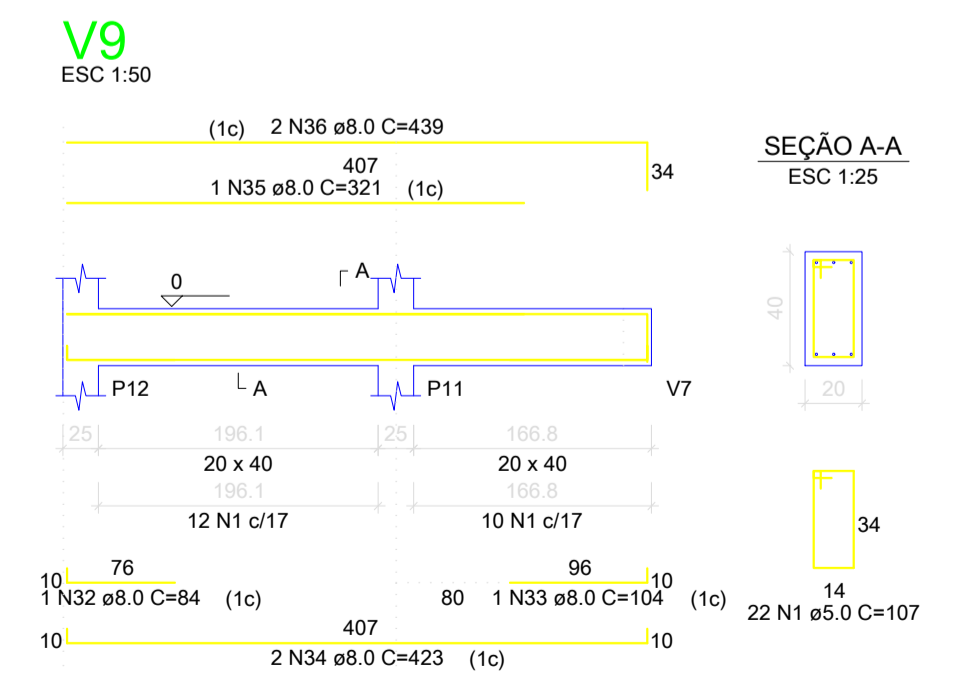 V9
ESC 1:50
(1c) 2 N36 ø8.0 C=439
407
34
1 N35 ø8.0 C=321 (1c)
SEÇÃO A-A
ESC 1:25
A
0
40
P12
A
P11
V7
20
25
196.1
25
166.8
20 x 40
20 x 40
196.1
166.8
12 N1 c/17
10 N1 c/17
34
14
22 N1 ø5.0 C=107
76
10
1 N32 ø8.0 C=84 (1c)
96
10
80
1 N33 ø8.0 C=104 (1c)
407
10
10
2 N34 ø8.0 C=423 (1c)